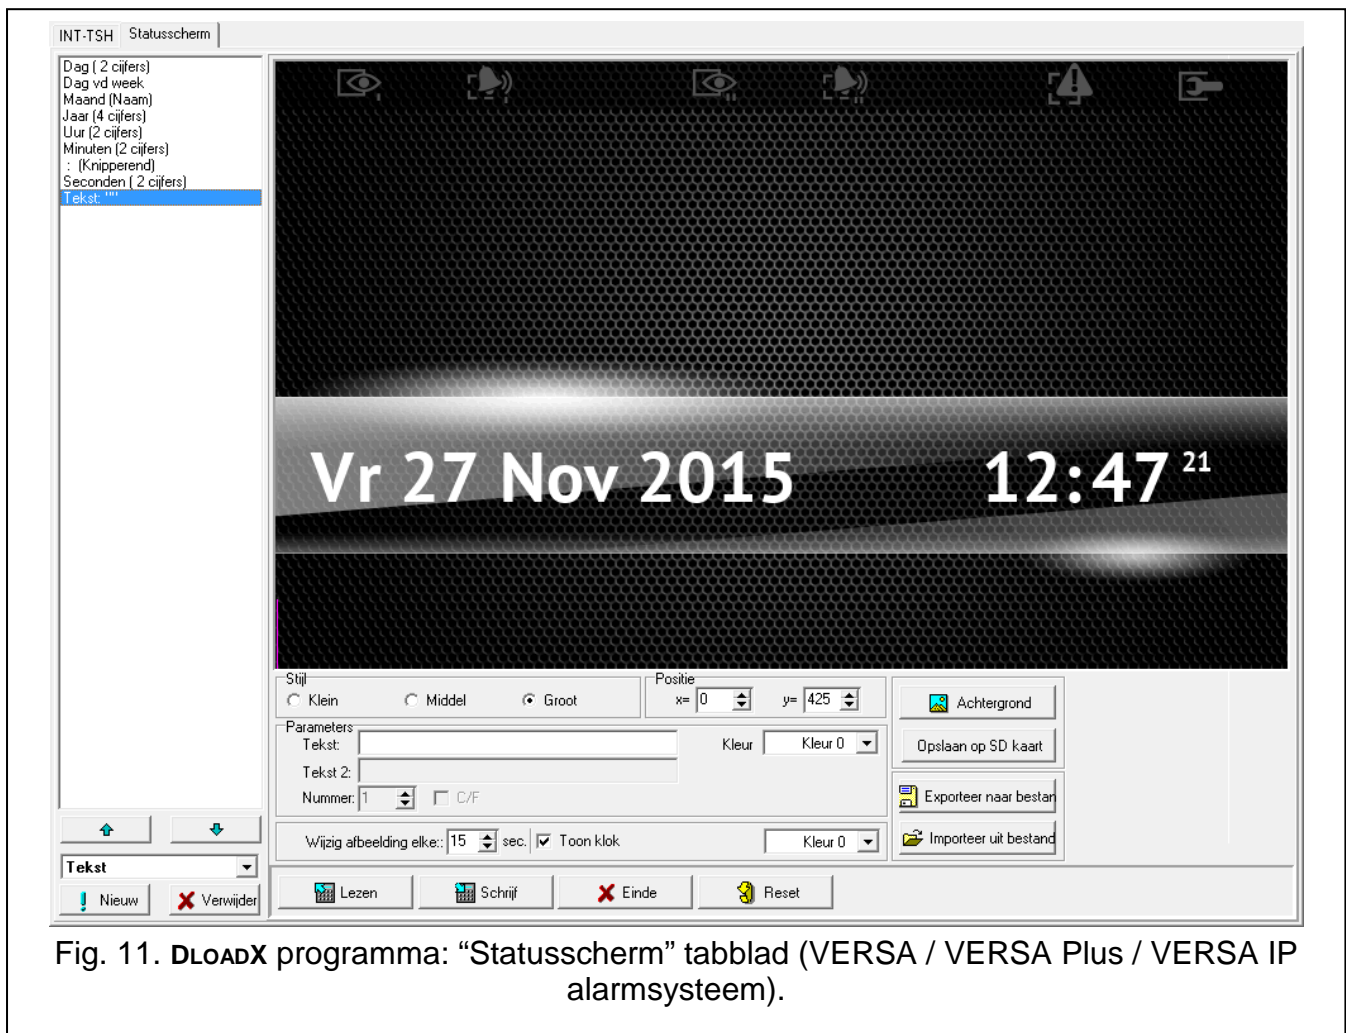 INT-TSH Statusscherm
Dag ( 2 cijfers)
Dag vd week
Maand (Naam)
Jaar (4 cijfers)
Uur (2 cijfers)
Minuten (2 cijfers)
: (Knipperend)
Seconden ( 2 cijfers)
Tekst: ""
Vr 27 Nov 2015 12:47 21
Stijl
Klein Middel Groot
Positie
x= 0 y= 425
Parameters
Tekst: Kleur Kleur 0
Tekst 2:
Nummer: 1 C/F
Wijzig afbeelding elke:: 15 sec. Toon klok Kleur 0
Achtergrond
Opslaan op SD kaart
Exporteer naar bestan
Importeer uit bestand
Tekst
Nieuw Verwijder
Lezen Schrijf Einde Reset
Fig. 11. DLOADX programma: “Statusscherm” tabblad (VERSA / VERSA Plus / VERSA IP
alarmsysteem).